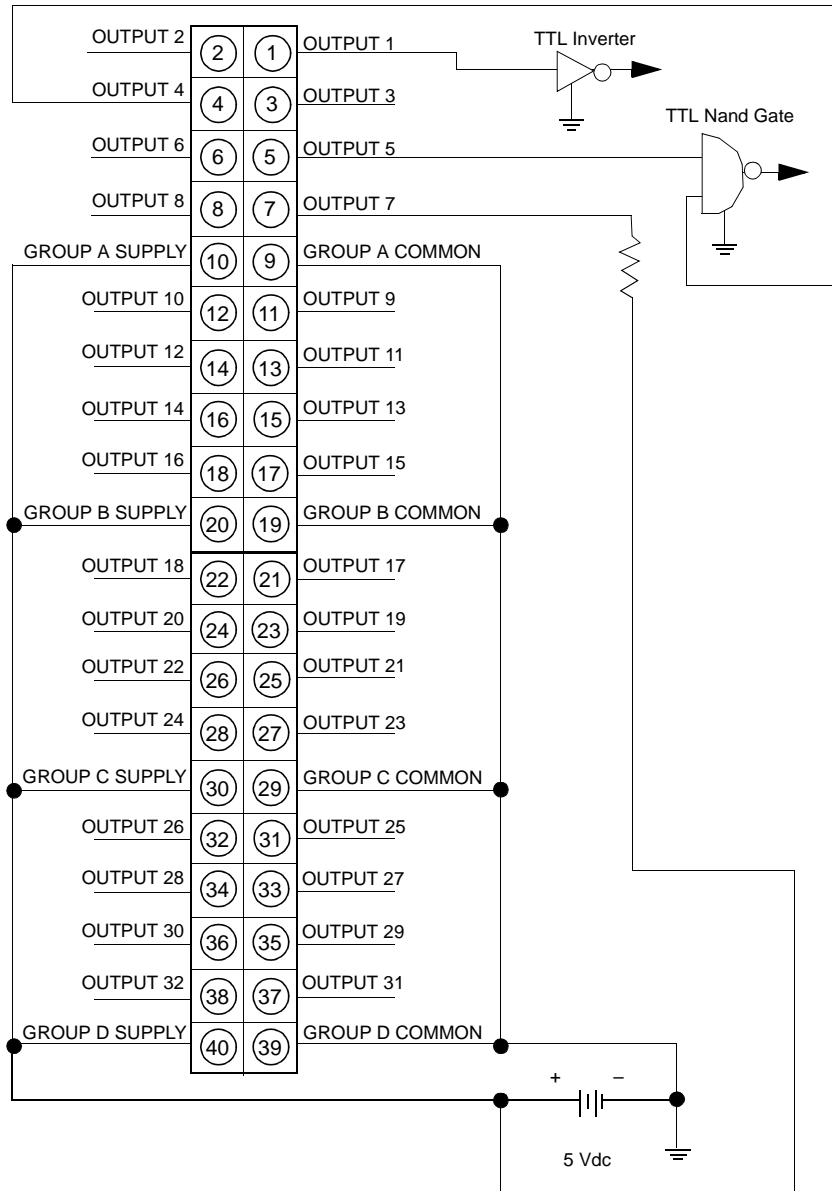 TTL Inverter
TTL Nand Gate
OUTPUT 2 2 1 OUTPUT 1
OUTPUT 4 4 3 OUTPUT 3
OUTPUT 6 6 5 OUTPUT 5
OUTPUT 8 8 7 OUTPUT 7
GROUP A SUPPLY 10 9 GROUP A COMMON
OUTPUT 10 12 11 OUTPUT 9
OUTPUT 12 14 13 OUTPUT 11
OUTPUT 14 16 15 OUTPUT 13
OUTPUT 16 18 17 OUTPUT 15
GROUP B SUPPLY 20 19 GROUP B COMMON
OUTPUT 18 22 21 OUTPUT 17
OUTPUT 20 24 23 OUTPUT 19
OUTPUT 22 26 25 OUTPUT 21
OUTPUT 24 28 27 OUTPUT 23
GROUP C SUPPLY 30 29 GROUP C COMMON
OUTPUT 26 32 31 OUTPUT 25
OUTPUT 28 34 33 OUTPUT 27
OUTPUT 30 36 35 OUTPUT 29
OUTPUT 32 38 37 OUTPUT 31
GROUP D SUPPLY 40 39 GROUP D COMMON
+ –
5 Vdc